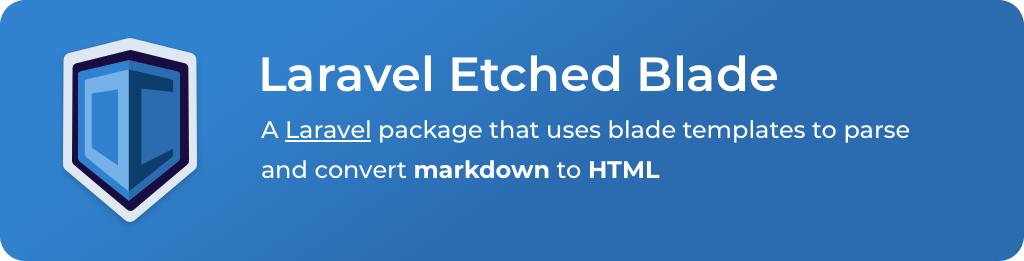 Laravel Etched Blade
A Laravel package that uses blade templates to parse
and convert markdown to HTML